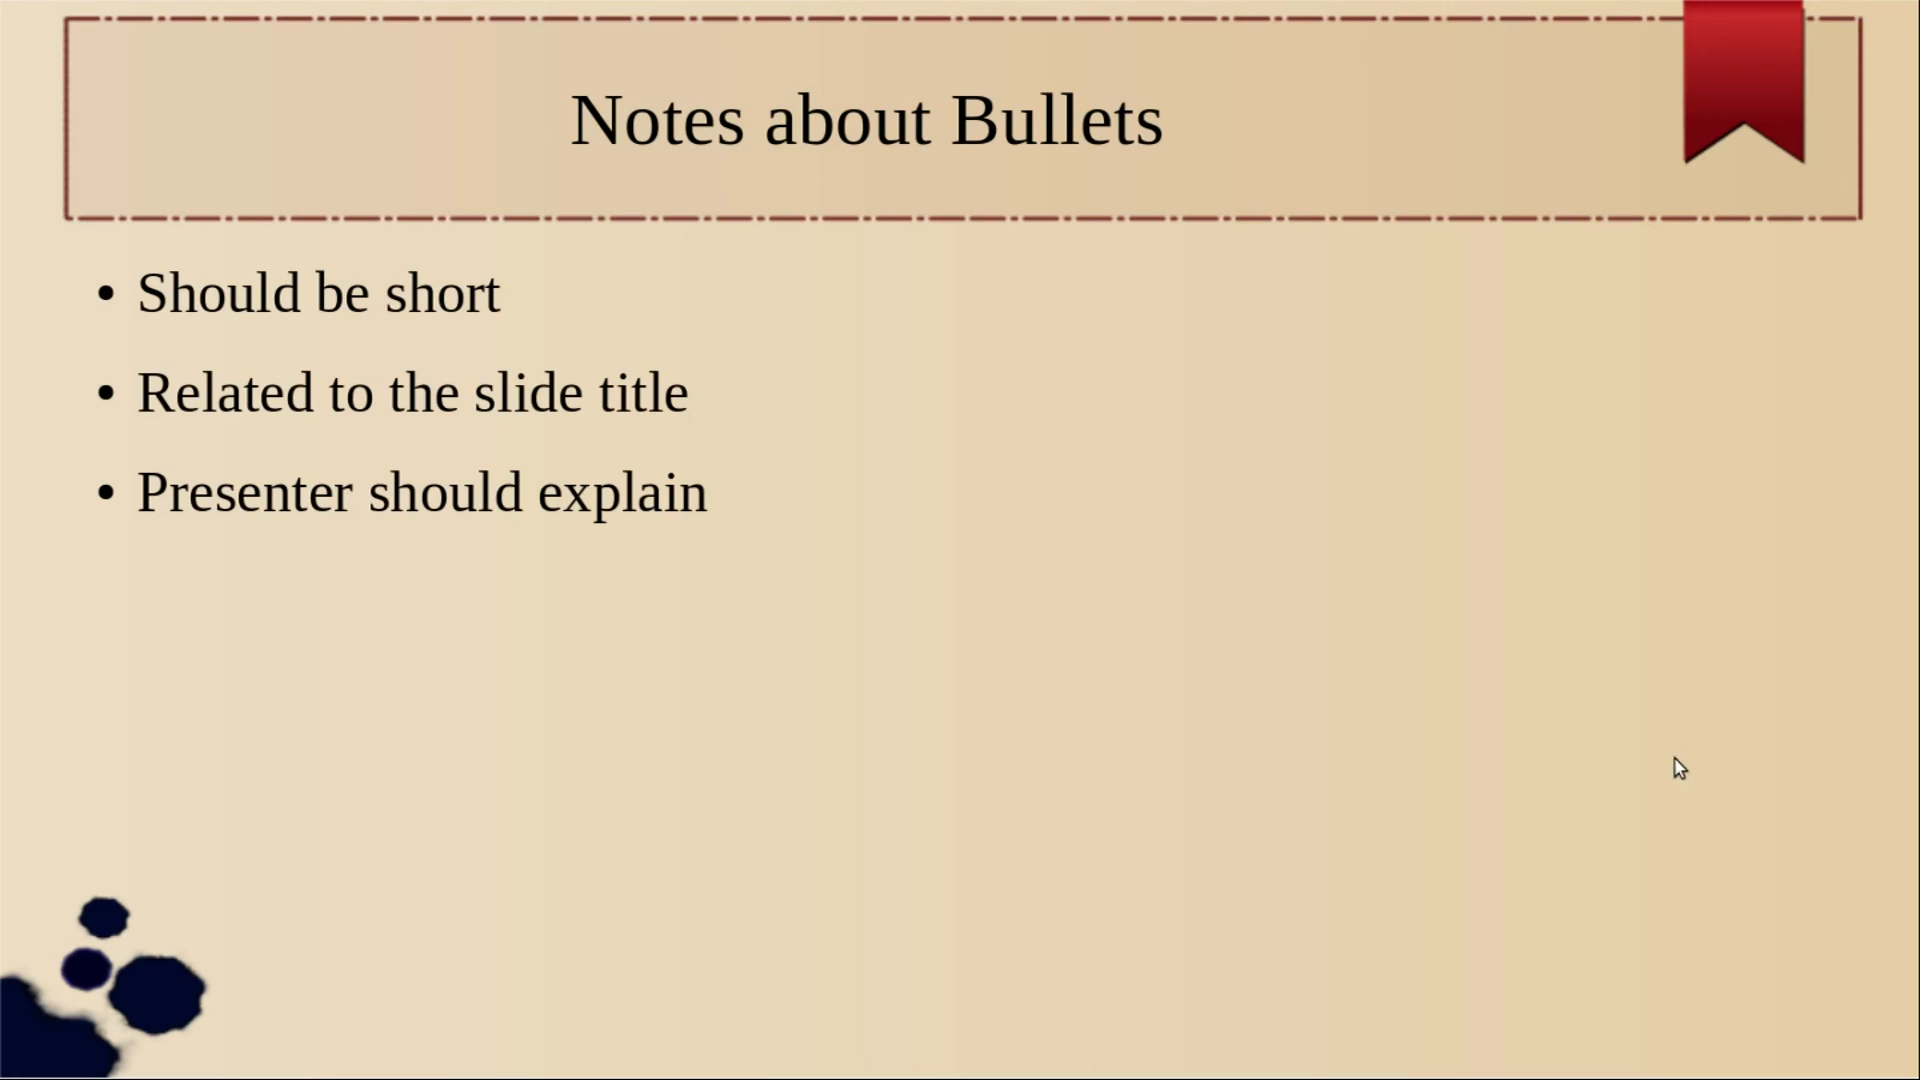 Notes about Bullets
• Should be short
• Related to the slide title
• Presenter should explain